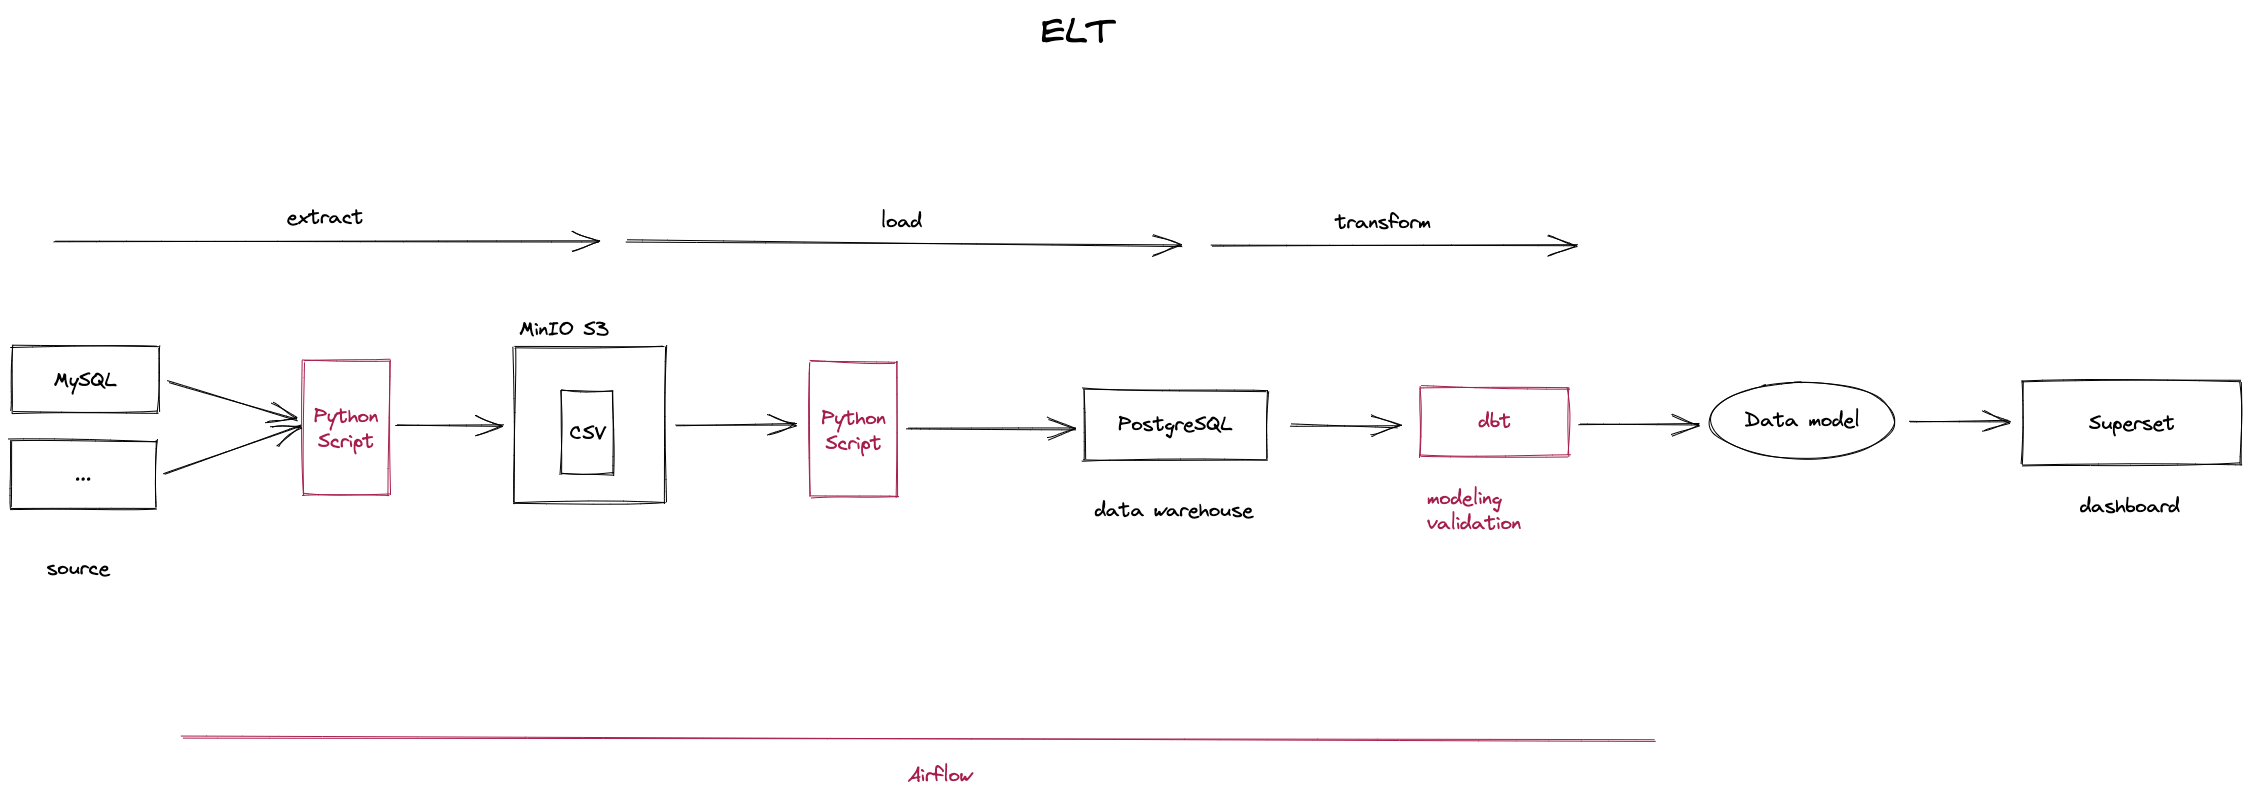 ELT
extract
load
transform
MinIO S3
MySQL
...
source
Python
Script
CSV
Python
Script
PostgreSQL
data warehouse
dbt
modeling
validation
Data model
Superset
dashboard
Airflow